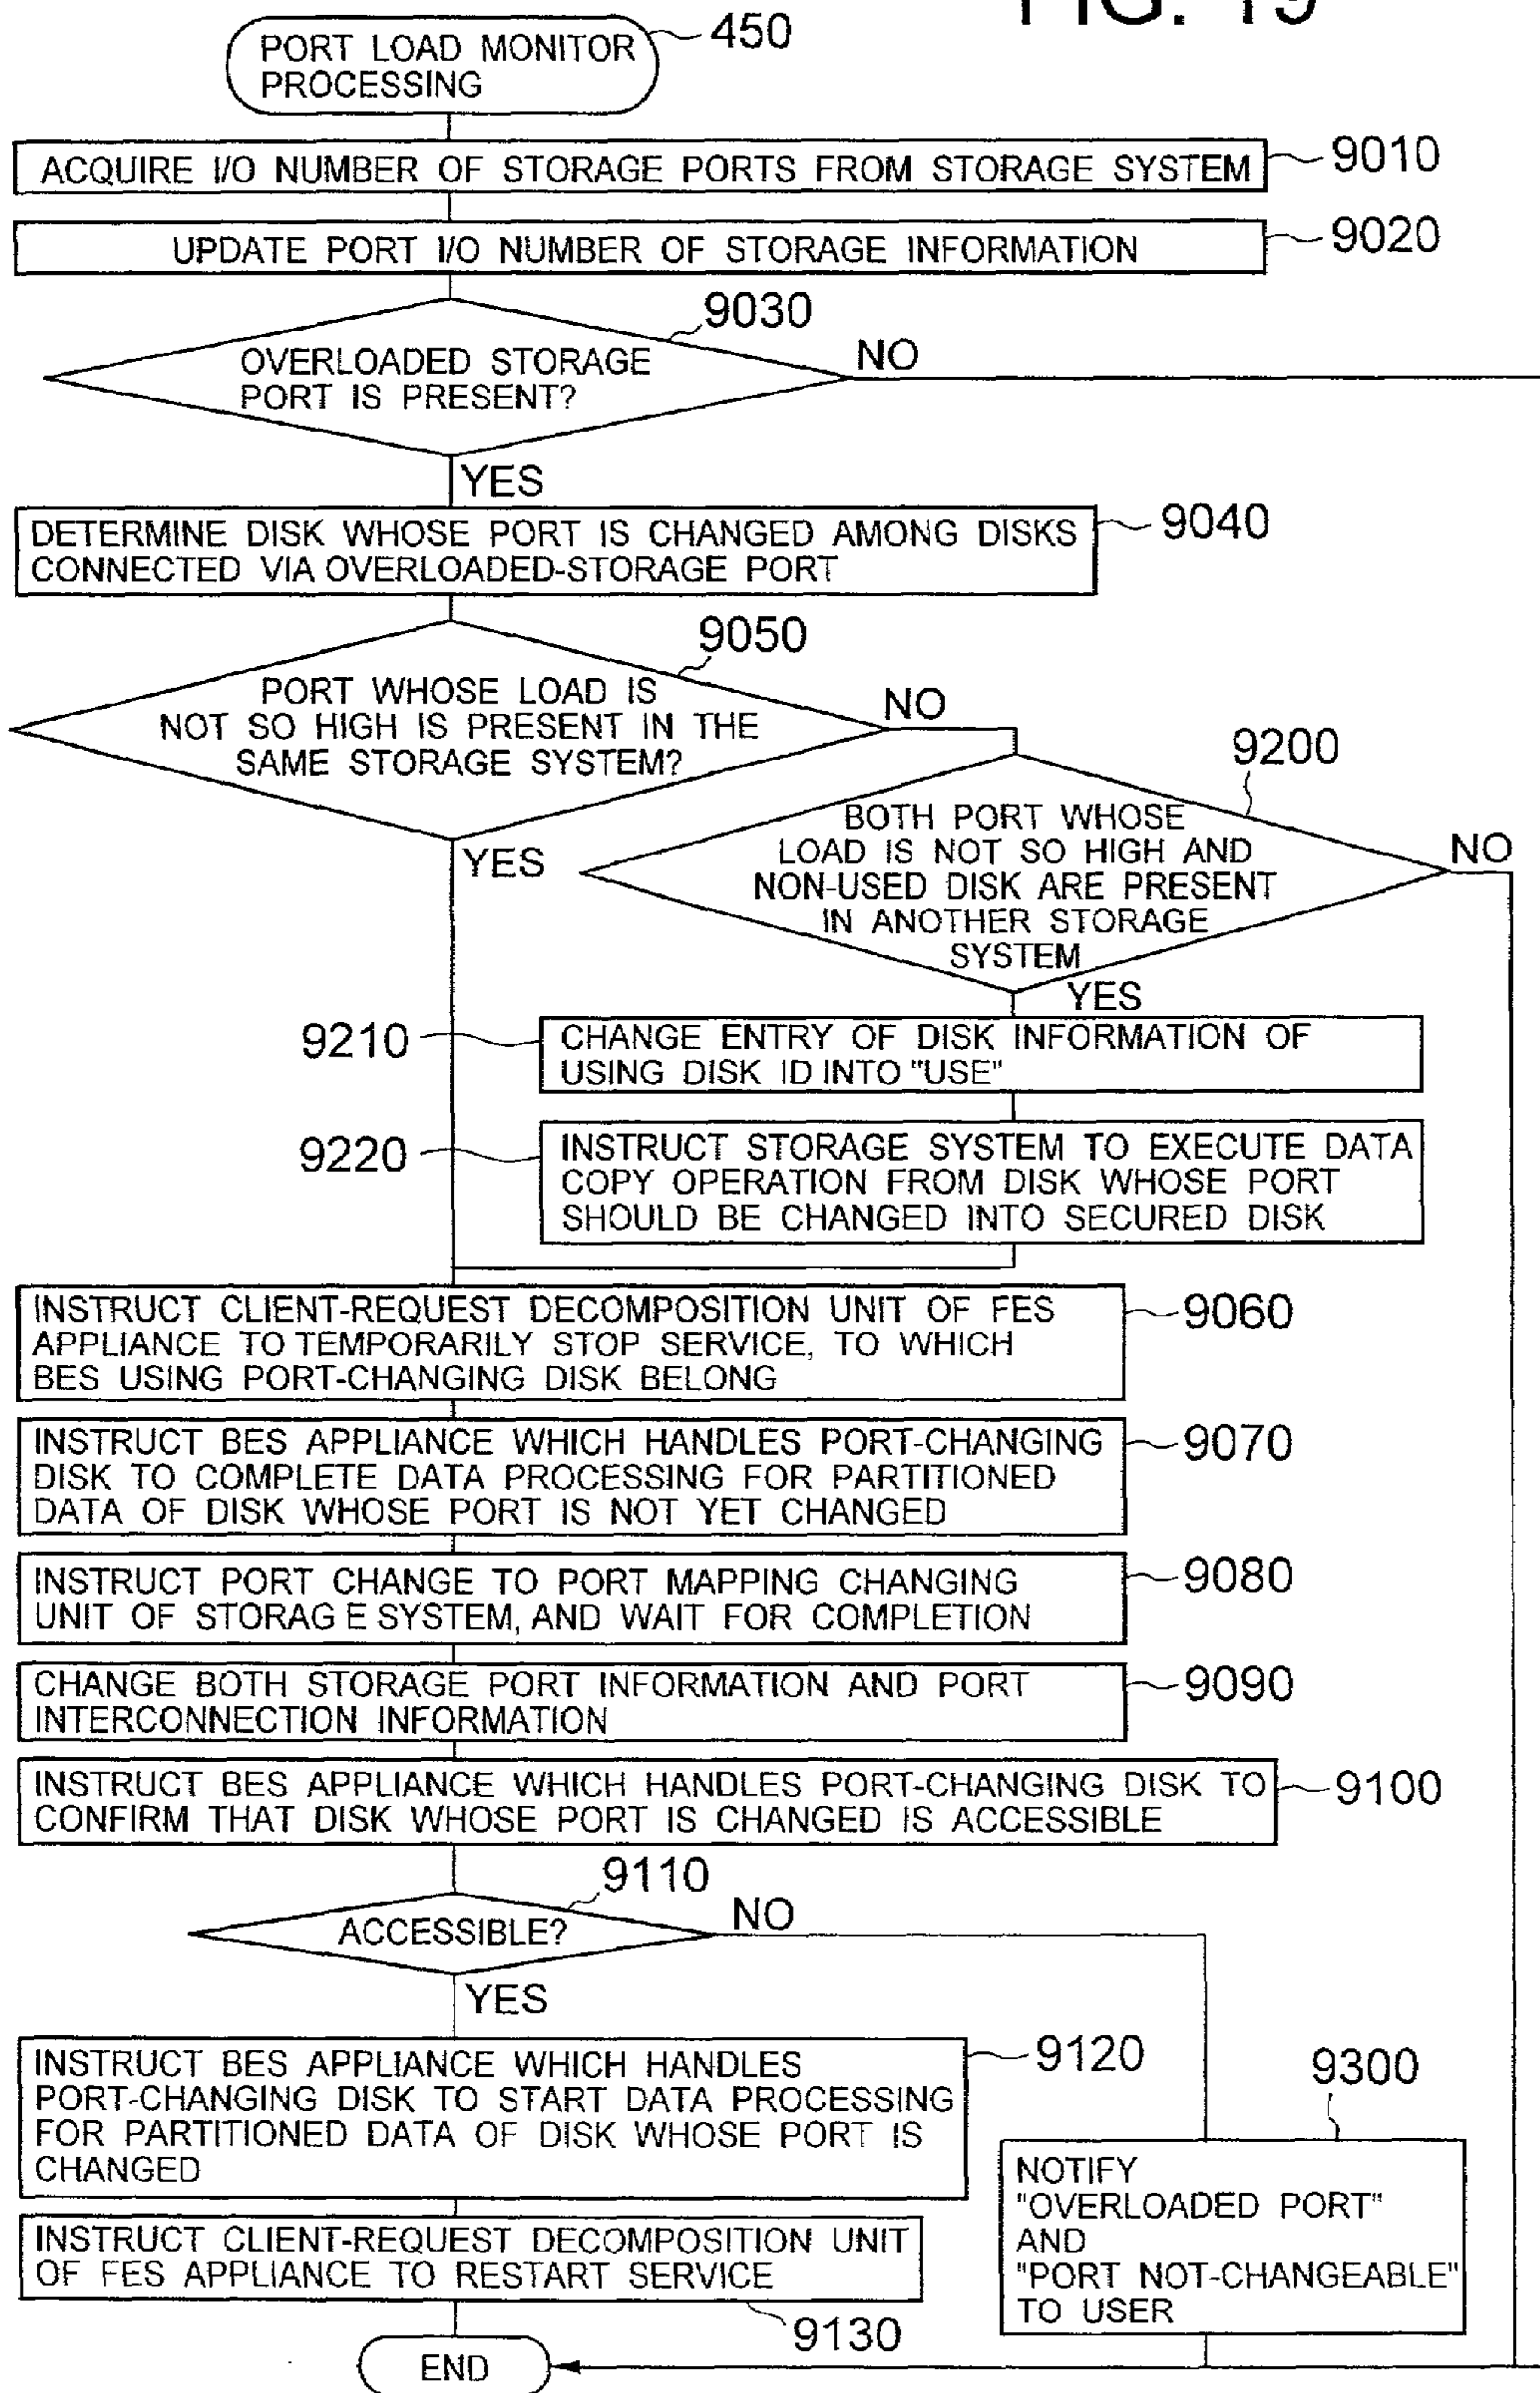 FIG. 19
PORT LOAD MONITOR
PROCESSING
450
ACQUIRE I/O NUMBER OF STORAGE PORTS FROM STORAGE SYSTEM
9010
UPDATE PORT I/O NUMBER OF STORAGE INFORMATION
9020
9030
OVERLOADED STORAGE
PORT IS PRESENT?
NO
YES
DETERMINE DISK WHOSE PORT IS CHANGED AMONG DISKS
CONNECTED VIA OVERLOADED-STORAGE PORT
9040
9050
PORT WHOSE LOAD IS
NOT SO HIGH IS PRESENT IN THE
SAME STORAGE SYSTEM?
NO
YES
9200
BOTH PORT WHOSE
LOAD IS NOT SO HIGH AND
NON-USED DISK ARE PRESENT
IN ANOTHER STORAGE
SYSTEM
NO
YES
9210
CHANGE ENTRY OF DISK INFORMATION OF
USING DISK ID INTO "USE"
9220
INSTRUCT STORAGE SYSTEM TO EXECUTE DATA
COPY OPERATION FROM DISK WHOSE PORT
SHOULD BE CHANGED INTO SECURED DISK
INSTRUCT CLIENT-REQUEST DECOMPOSITION UNIT OF FES
APPLIANCE TO TEMPORARILY STOP SERVICE, TO WHICH
BES USING PORT-CHANGING DISK BELONG
9060
INSTRUCT BES APPLIANCE WHICH HANDLES PORT-CHANGING
DISK TO COMPLETE DATA PROCESSING FOR PARTITIONED
DATA OF DISK WHOSE PORT IS NOT YET CHANGED
9070
INSTRUCT PORT CHANGE TO PORT MAPPING CHANGING
UNIT OF STORAG E SYSTEM, AND WAIT FOR COMPLETION
9080
CHANGE BOTH STORAGE PORT INFORMATION AND PORT
INTERCONNECTION INFORMATION
9090
INSTRUCT BES APPLIANCE WHICH HANDLES PORT-CHANGING DISK TO
CONFIRM THAT DISK WHOSE PORT IS CHANGED IS ACCESSIBLE
9100
9110
ACCESSIBLE?
NO
YES
INSTRUCT BES APPLIANCE WHICH HANDLES
PORT-CHANGING DISK TO START DATA PROCESSING
FOR PARTITIONED DATA OF DISK WHOSE PORT IS
CHANGED
9120
9300
NOTIFY
"OVERLOADED PORT"
AND
"PORT NOT-CHANGEABLE"
TO USER
INSTRUCT CLIENT-REQUEST DECOMPOSITION UNIT
OF FES APPLIANCE TO RESTART SERVICE
9130
END